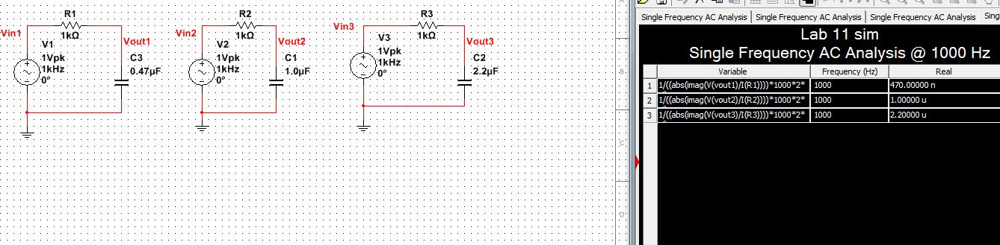 R1
Vin1
1kΩ
Vout1
V1
1Vpk
1kHz
0°
C3
0.47µF
R2
Vin2
1kΩ
Vout2
V2
1Vpk
1kHz
0°
C1
1.0µF
R3
Vin3
1kΩ
Vout3
V3
1Vpk
1kHz
0°
C2
2.2µF
A
B
C
D
Single Frequency AC Analysis Single Frequency AC Analysis Single Frequency AC Analysis Sing
Lab 11 sim
Single Frequency AC Analysis @ 1000 Hz
Variable Frequency (Hz) Real
1 1/((abs(imag(V(vout1)/I(R1))))*1000*2* 1000 470.00000 n
2 1/((abs(imag(V(vout2)/I(R2))))*1000*2* 1000 1.00000 u
3 1/((abs(imag(V(vout3)/I(R3))))*1000*2* 1000 2.20000 u